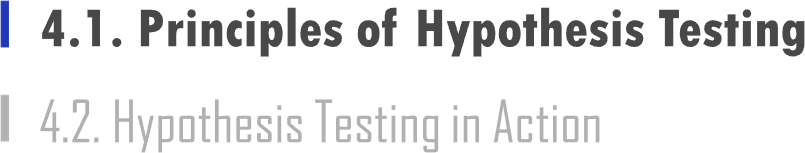 4.1. Principles of Hypothesis Testing
4.2. Hypothesis Testing in Action